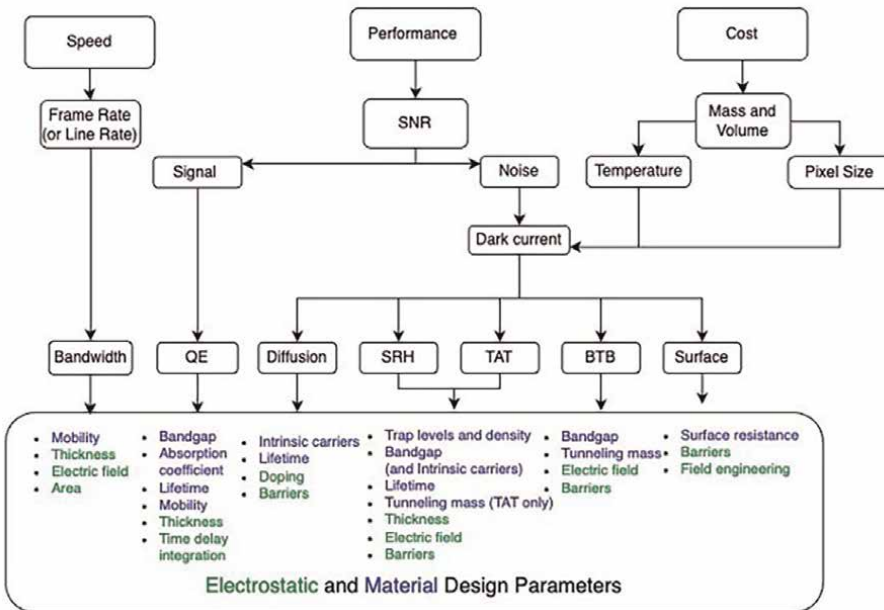 Speed
Performance
Cost
Frame Rate
(or Line Rate)
SNR
Mass and
Volume
Signal
Noise
Temperature
Pixel Size
Dark current
Bandwidth
QE
Diffusion
SRH
TAT
BTB
Surface
• Mobility
• Thickness
• Electric field
• Area
• Bandgap
• Absorption
coefficient
• Lifetime
• Mobility
• Thickness
• Time delay
integration
• Intrinsic carriers
• Lifetime
• Doping
• Barriers
• Trap levels and density
• Bandgap
(and Intrinsic carriers)
• Lifetime
• Tunneling mass (TAT only)
• Thickness
• Electric field
• Barriers
• Bandgap
• Tunneling mass
• Electric field
• Barriers
• Surface resistance
• Barriers
• Field engineering
Electrostatic and Material Design Parameters